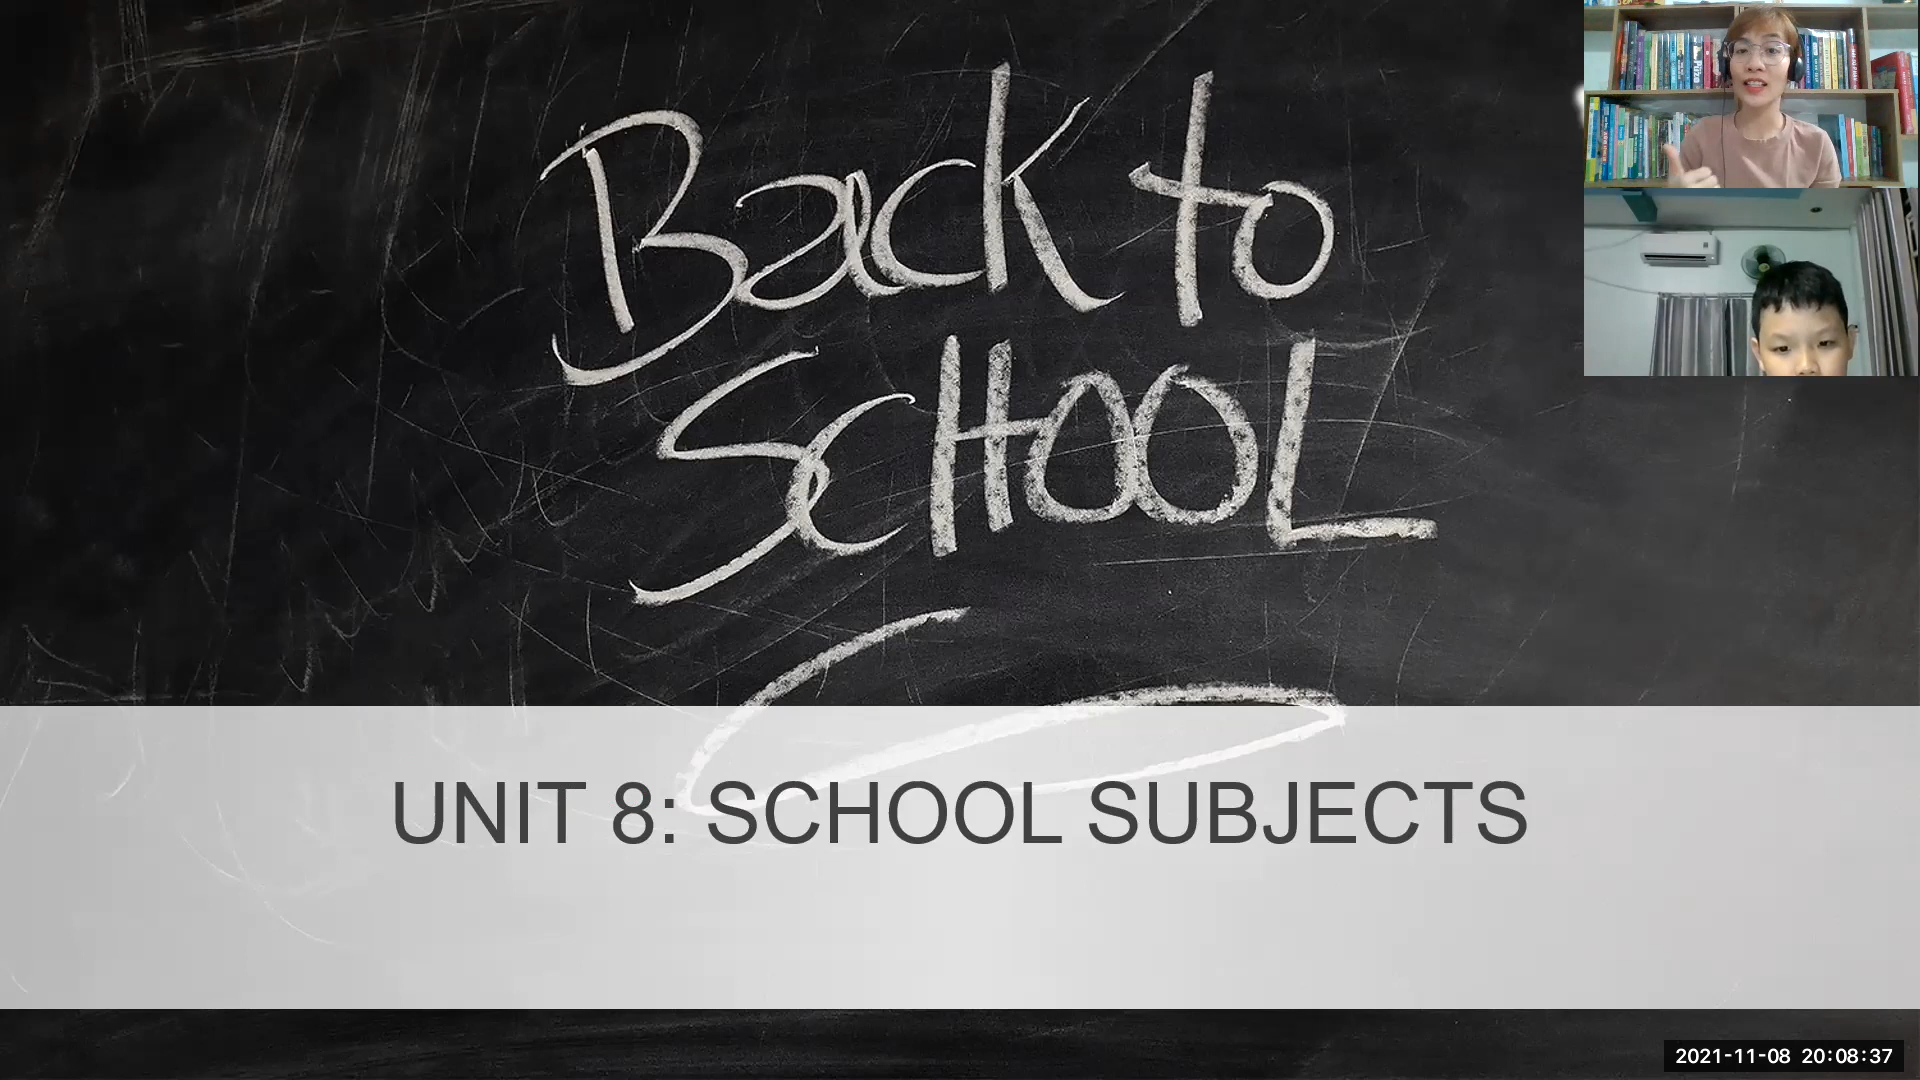 Back to
SCHOOL
UNIT 8: SCHOOL SUBJECTS
2021-11-08 20:08:37